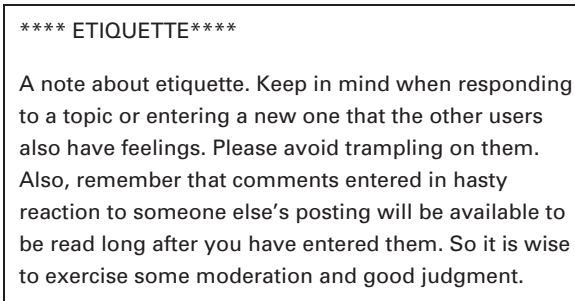 **** ETIQUETTE****
A note about etiquette. Keep in mind when responding
to a topic or entering a new one that the other users
also have feelings. Please avoid trampling on them.
Also, remember that comments entered in hasty
reaction to someone else’s posting will be available to
be read long after you have entered them. So it is wise
to exercise some moderation and good judgment.